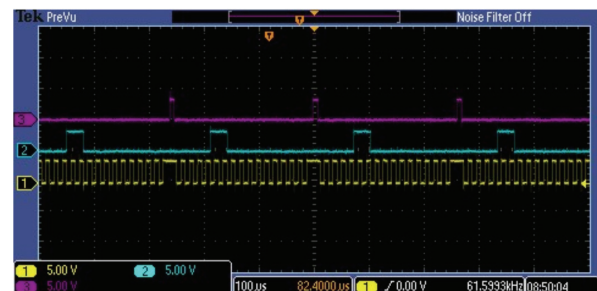 Tek PreVu Noise Filter Off
T
T
3
2
1
1 5.00 V 2 5.00 V
3 5.00 V 100 µs 82.4000 µs 1 / 0.00 V 61.5993kHz 08:50:04